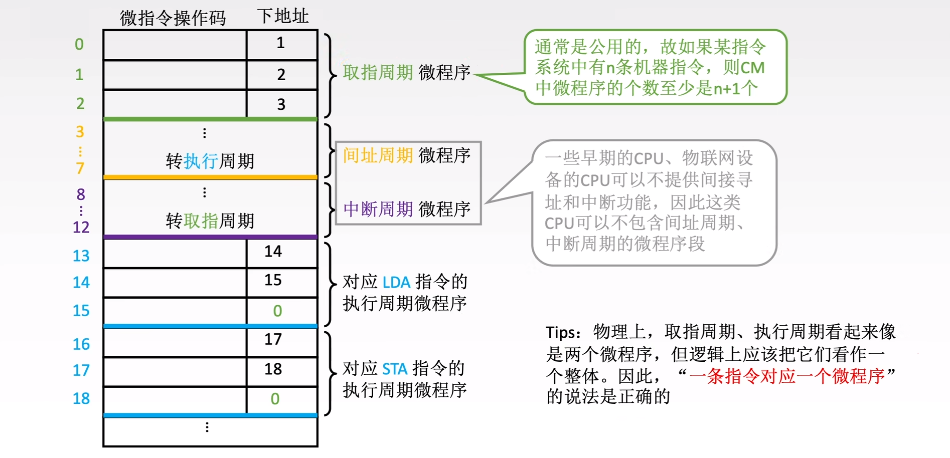 微指令操作码 下地址
0 1
1 2
2 3
取指周期 微程序
通常是公用的，故如果某指令
系统中有n条机器指令，则CM
中微程序的个数至少是n+1个
3
⋮
7
⋮
转执行周期
间址周期 微程序
8
⋮
12
⋮
转取指周期
中断周期 微程序
一些早期的CPU、物联网设
备的CPU可以不提供间接寻
址和中断功能，因此这类
CPU可以不包含间址周期、
中断周期的微程序段
13 14
14 15
15 0
对应 LDA 指令的
执行周期微程序
16 17
17 18
18 0
对应 STA 指令的
执行周期微程序
⋮
Tips：物理上，取指周期、执行周期看起来像
是两个微程序，但逻辑上应该把它们看作一
个整体。因此，“一条指令对应一个微程序”
的说法是正确的